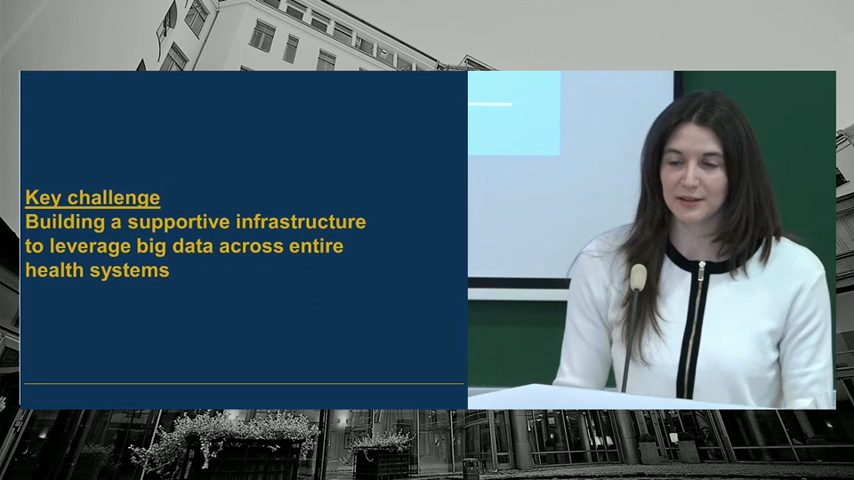 Key challenge
Building a supportive infrastructure
to leverage big data across entire
health systems